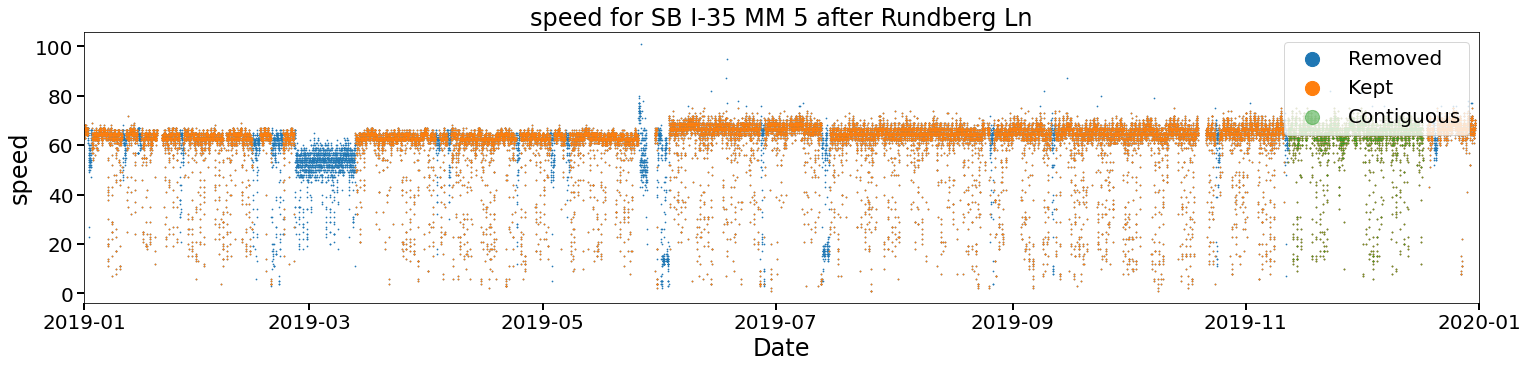 speed for SB I-35 MM 5 after Rundberg Ln
speed
100
80
60
40
20
0
Removed
Kept
Contiguous
2019-01
2019-03
2019-05
2019-07
2019-09
2019-11
2020-01
Date